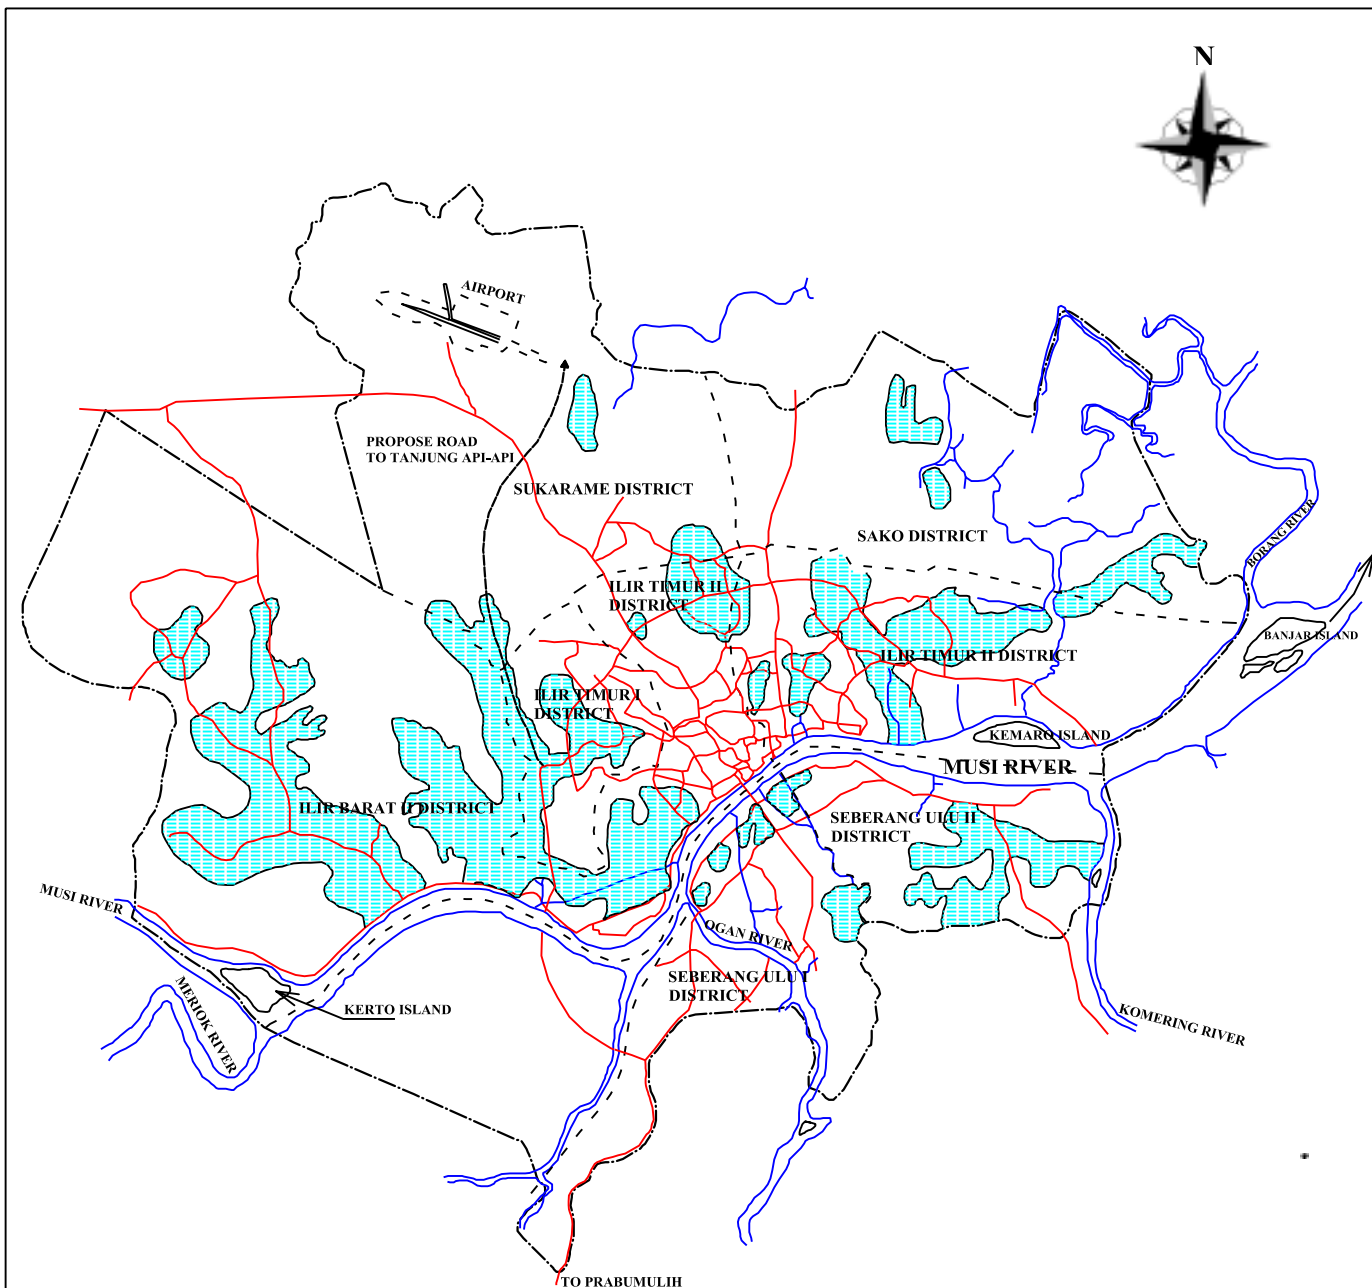 N
AIRPORT
PROPOSE ROAD
TO TANJUNG API-API
SUKARAME DISTRICT
SAKO DISTRICT
BORANG RIVER
ILIR TIMUR II
DISTRICT
BANJAR ISLAND
ILIR TIMUR II DISTRICT
ILIR TIMUR I
DISTRICT
KEMARO ISLAND
MUSI RIVER
ILIR BARAT II DISTRICT
SEBERANG ULU II
DISTRICT
MUSI RIVER
OGAN RIVER
SEBERANG ULU I
DISTRICT
MERIOK RIVER
KERTO ISLAND
KOMERING RIVER
TO PRABUMULIH